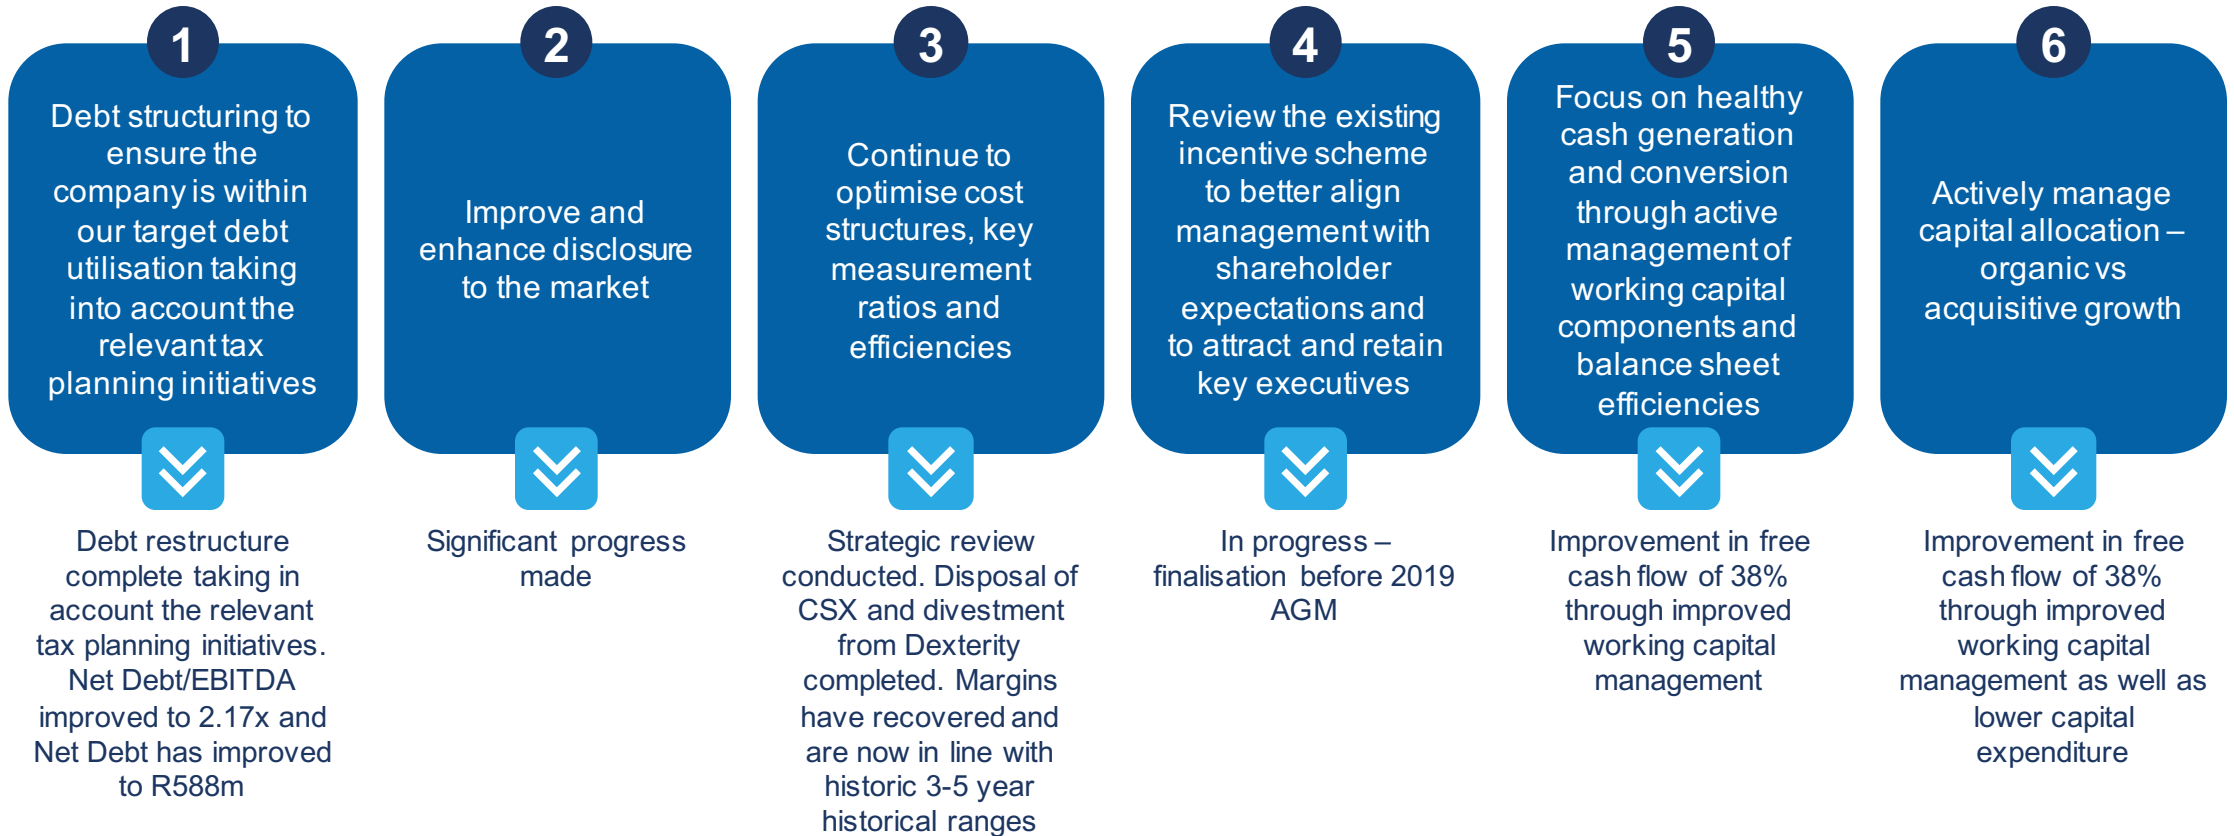 1
Debt structuring to
ensure the
company is within
our target debt
utilisation taking
into account the
relevant tax
planning initiatives
Debt restructure
complete taking in
account the relevant
tax planning initiatives.
Net Debt/EBITDA
improved to 2.17x and
Net Debt has improved
to R588m
2
Improve and
enhance disclosure
to the market
Significant progress
made
3
Continue to
optimise cost
structures, key
measurement
ratios and
efficiencies
Strategic review
conducted. Disposal of
CSX and divestment
from Dexterity
completed. Margins
have recovered and
are now in line with
historic 3-5 year
historical ranges
4
Review the existing
incentive scheme
to better align
management with
shareholder
expectations and
to attract and retain
key executives
In progress –
finalisation before 2019
AGM
5
Focus on healthy
cash generation
and conversion
through active
management of
working capital
components and
balance sheet
efficiencies
Improvement in free
cash flow of 38%
through improved
working capital
management
6
Actively manage
capital allocation –
organic vs
acquisitive growth
Improvement in free
cash flow of 38%
through improved
working capital
management as well as
lower capital
expenditure